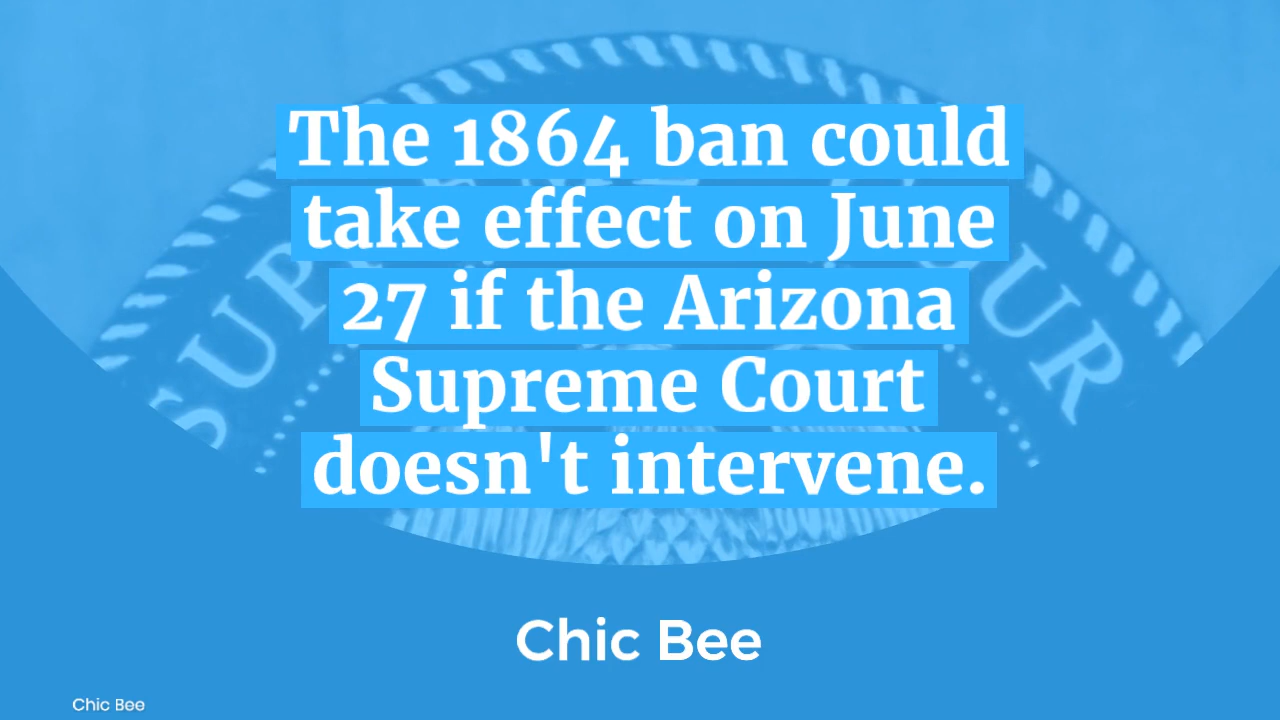 The 1864 ban could
take effect on June
27 if the Arizona
Supreme Court
doesn't intervene.
Chic Bee
Chic Bee